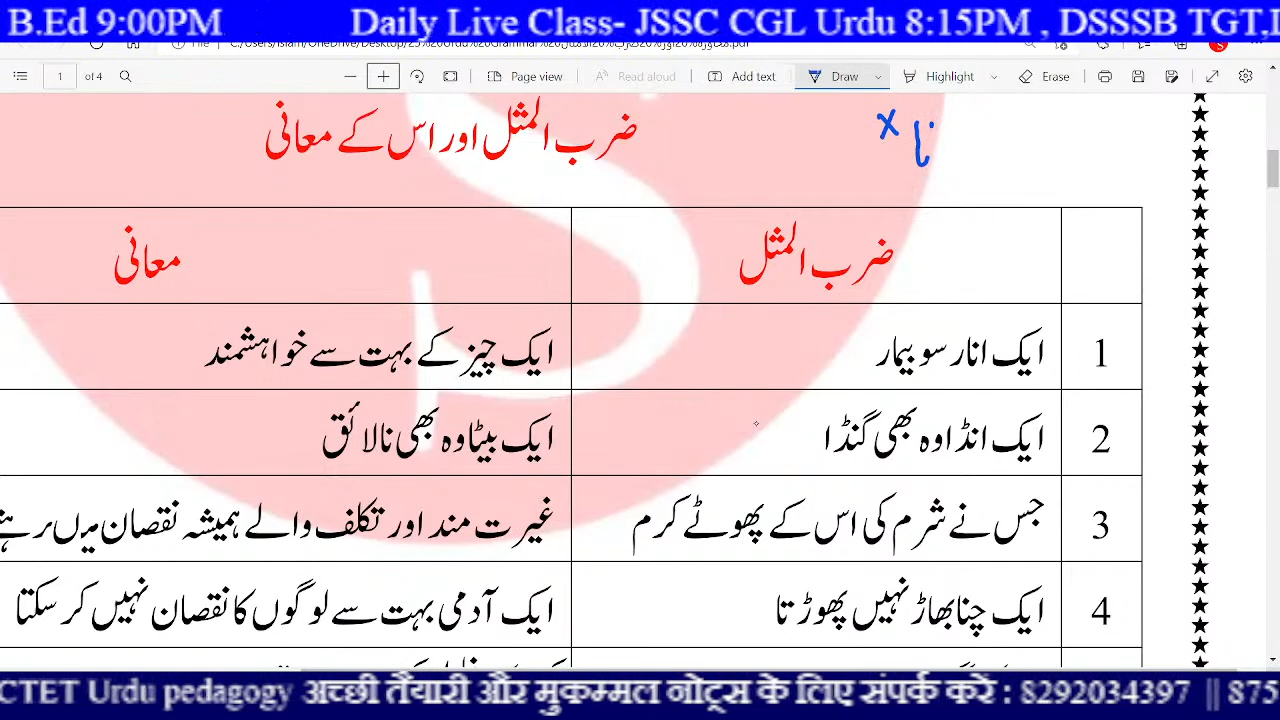 B.Ed 9:00PM Daily Live Class- JSSC CGL Urdu 8:15PM , DSSSB TGT,
1 of 4 Page view Read aloud Add text Draw Highlight Erase
نا x
ضرب المثل اور اس کے معانی
ضرب المثل معانی
1 ایک انار سو بیمار ایک چیز کے بہت سے خواہشمند
2 ایک انڈا وہ بھی گنڈا ایک بیٹا وہ بھی نالائق
3 جس نے شرم کی اس کے پھوٹے کرم غیرت مند اور تکلف والے ہمیشہ نقصان میں
4 ایک چنا بھاڑ نہیں پھوڑتا ایک آدمی بہت سے لوگوں کا نقصان نہیں کر سکتا
CTET Urdu pedagogy अच्छी तैयारी और मुकम्मल नोट्स के लिए संपर्क करें : 8292034397 || 875